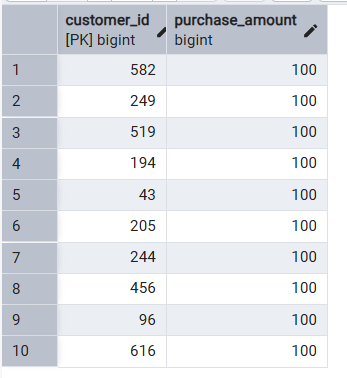 customer_id purchase_amount
[PK] bigint bigint
1 582 100
2 249 100
3 519 100
4 194 100
5 43 100
6 205 100
7 244 100
8 456 100
9 96 100
10 616 100